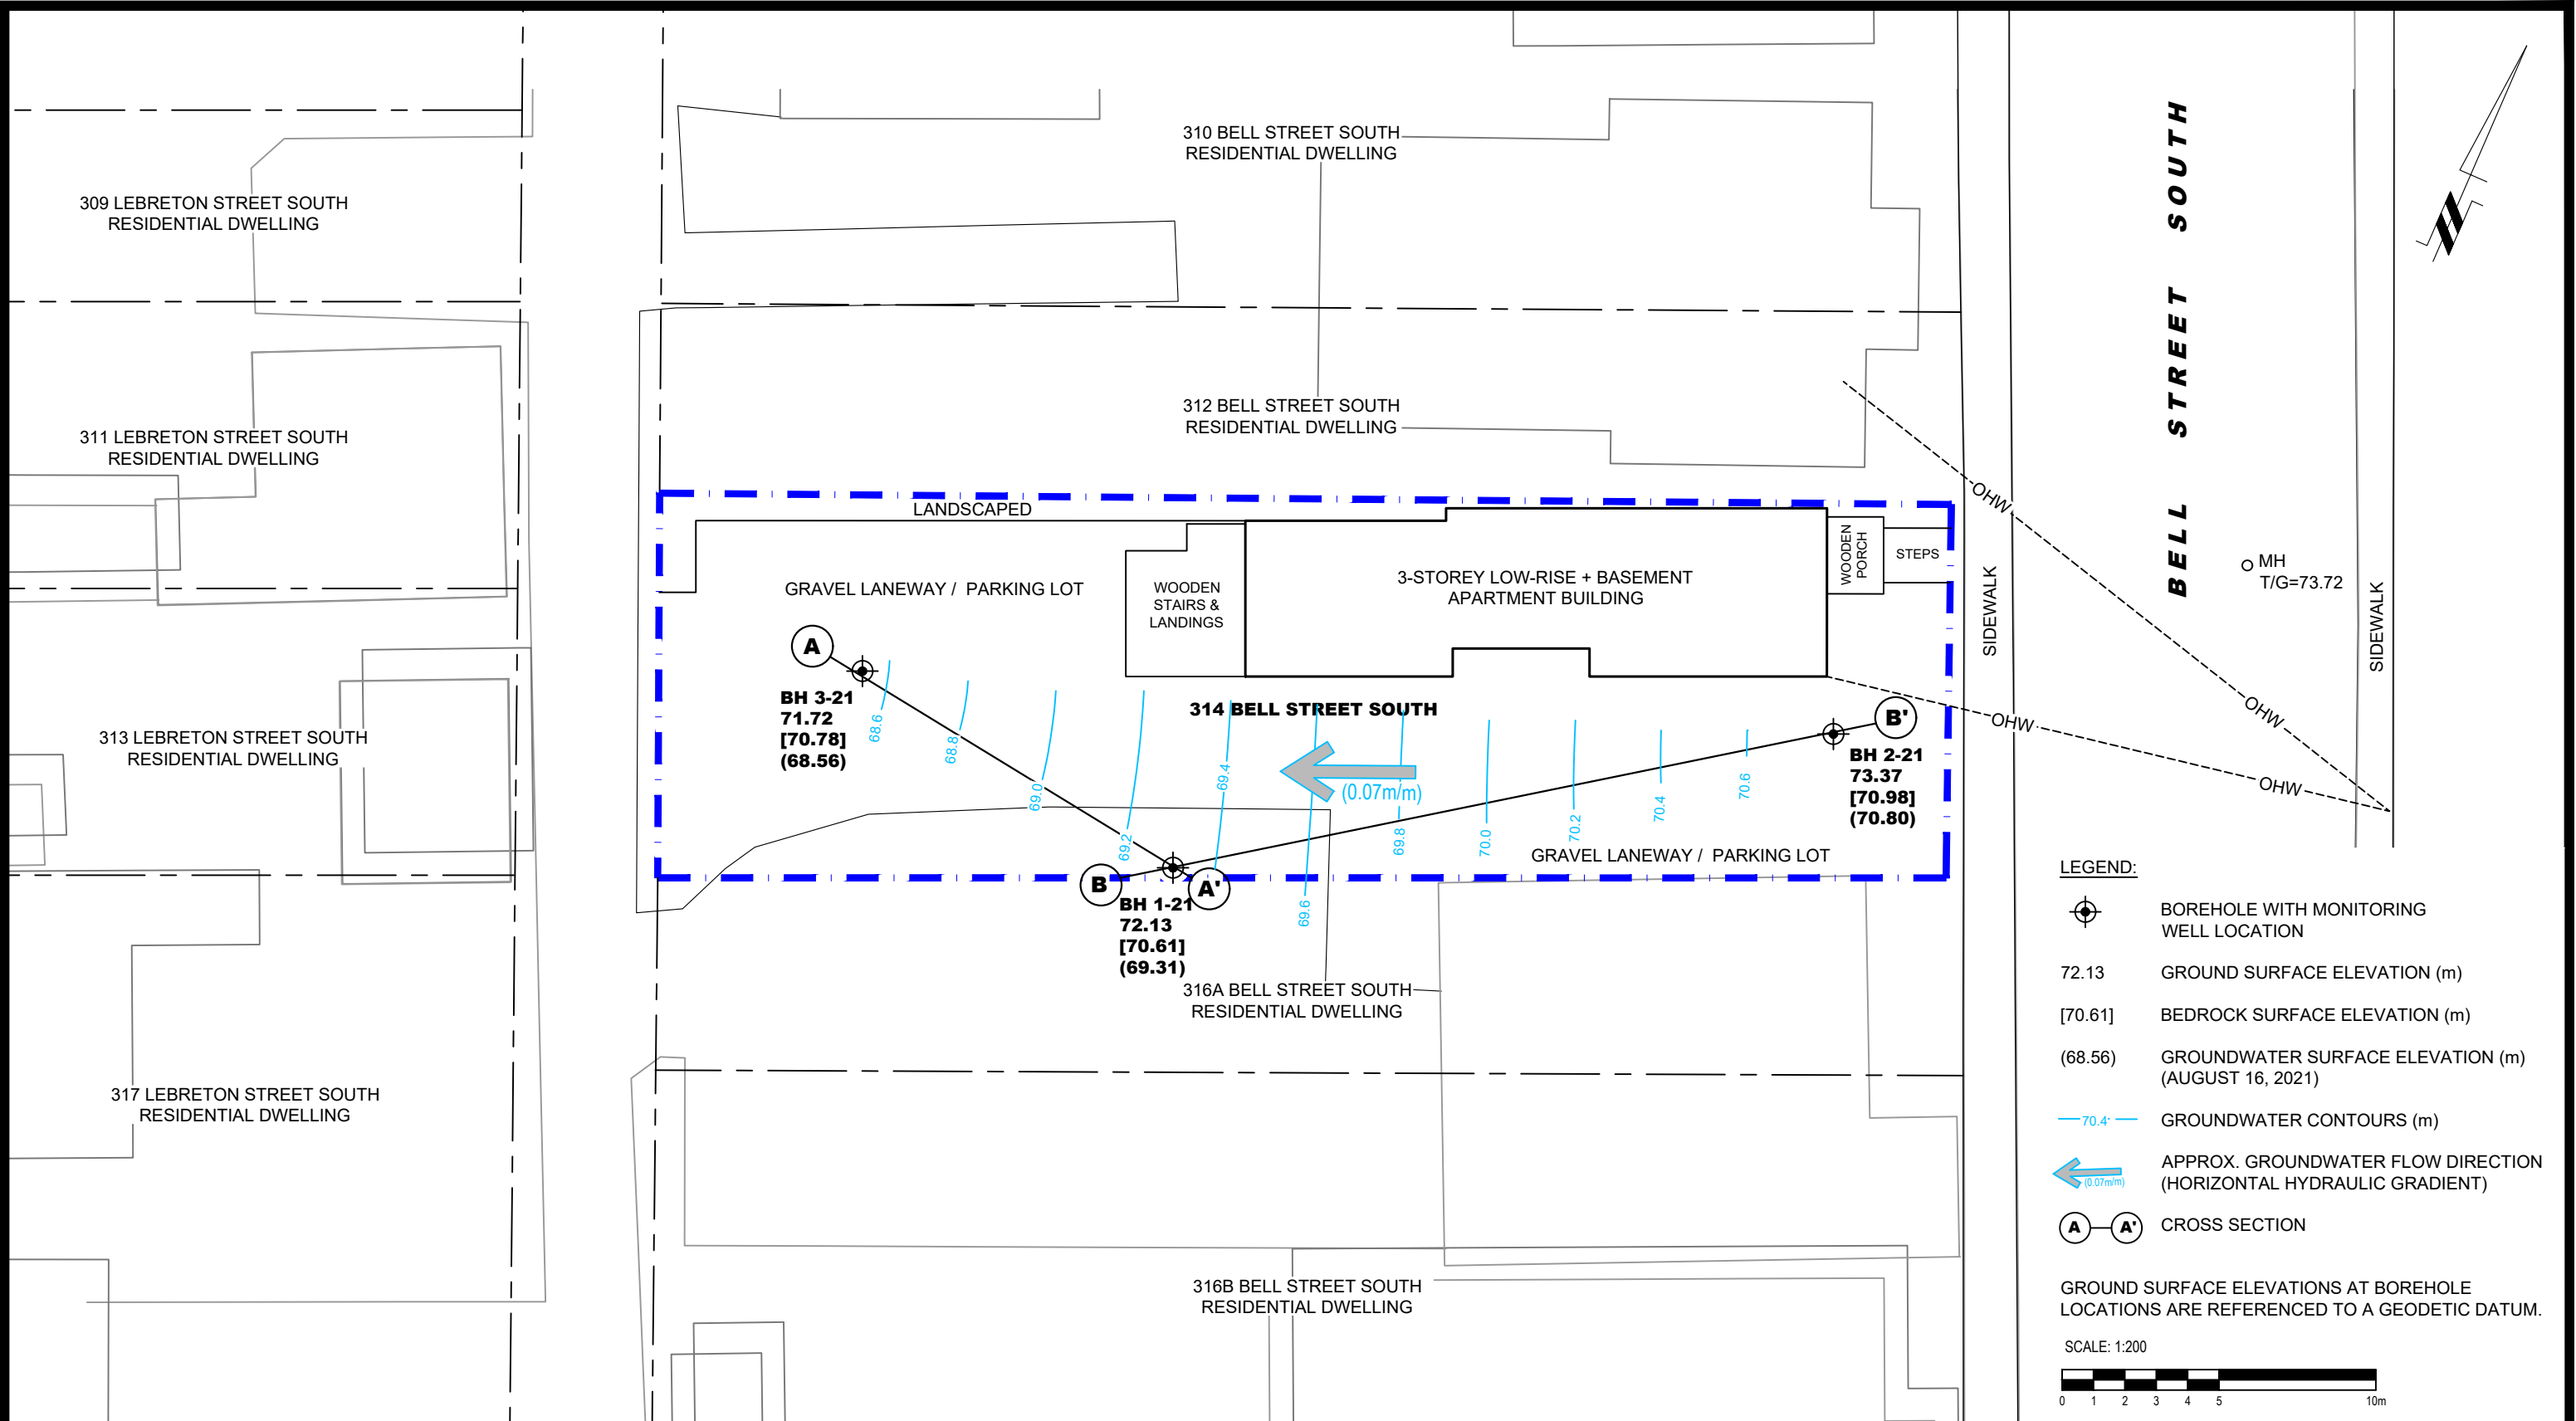 310 BELL STREET SOUTH
RESIDENTIAL DWELLING
309 LEBRETON STREET SOUTH
RESIDENTIAL DWELLING
BELL STREET SOUTH
312 BELL STREET SOUTH
RESIDENTIAL DWELLING
311 LEBRETON STREET SOUTH
RESIDENTIAL DWELLING
OHW
LANDSCAPED
WOODEN
PORCH
STEPS
MH
T/G=73.72
SIDEWALK
SIDEWALK
GRAVEL LANEWAY / PARKING LOT
WOODEN
STAIRS &
LANDINGS
3-STOREY LOW-RISE + BASEMENT
APARTMENT BUILDING
A
BH 3-21
71.72
[70.78]
(68.56)
313 LEBRETON STREET SOUTH
RESIDENTIAL DWELLING
314 BELL STREET SOUTH
B'
OHW
OHW
OHW
BH 2-21
73.37
[70.98]
(70.80)
68.6
68.8
69.0
69.2
69.4
69.6
69.8
70.0
70.2
70.4
70.6
(0.07m/m)
GRAVEL LANEWAY / PARKING LOT
B
A'
BH 1-21
72.13
[70.61]
(69.31)
316A BELL STREET SOUTH
RESIDENTIAL DWELLING
317 LEBRETON STREET SOUTH
RESIDENTIAL DWELLING
316B BELL STREET SOUTH
RESIDENTIAL DWELLING
LEGEND:
BOREHOLE WITH MONITORING
WELL LOCATION
72.13 GROUND SURFACE ELEVATION (m)
[70.61] BEDROCK SURFACE ELEVATION (m)
(68.56) GROUNDWATER SURFACE ELEVATION (m)
(AUGUST 16, 2021)
70.4 GROUNDWATER CONTOURS (m)
APPROX. GROUNDWATER FLOW DIRECTION
(0.07m/m) (HORIZONTAL HYDRAULIC GRADIENT)
A A' CROSS SECTION
GROUND SURFACE ELEVATIONS AT BOREHOLE
LOCATIONS ARE REFERENCED TO A GEODETIC DATUM.
SCALE: 1:200
0 1 2 3 4 5 10m